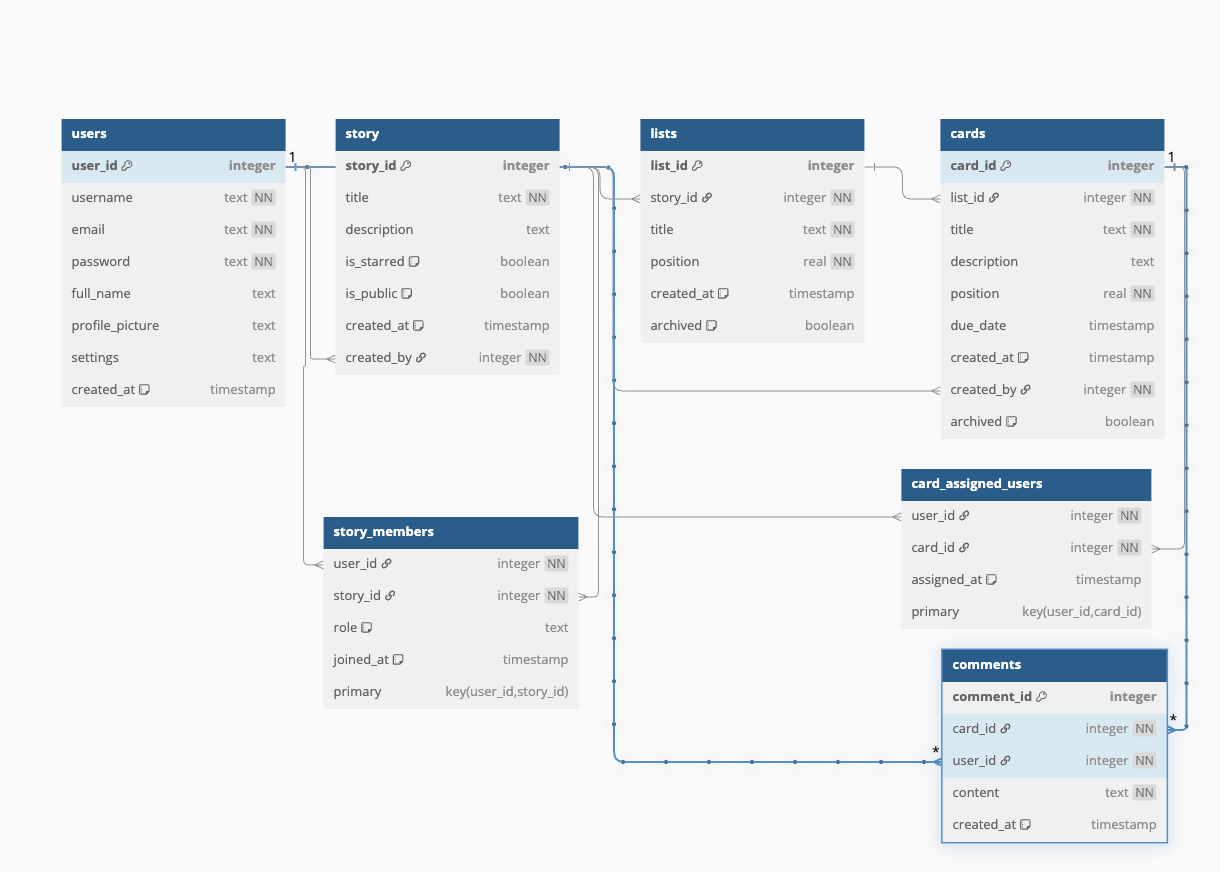 users
user_id integer
username text NN
email text NN
password text NN
full_name text
profile_picture text
settings text
created_at timestamp
1
story
story_id integer
title text NN
description text
is_starred boolean
is_public boolean
created_at timestamp
created_by integer NN
lists
list_id integer
story_id integer NN
title text NN
position real NN
created_at timestamp
archived boolean
cards
card_id integer
list_id integer NN
title text NN
description text
position real NN
due_date timestamp
created_at timestamp
created_by integer NN
archived boolean
1
story_members
user_id integer NN
story_id integer NN
role text
joined_at timestamp
primary key(user_id,story_id)
card_assigned_users
user_id integer NN
card_id integer NN
assigned_at timestamp
primary key(user_id,card_id)
comments
comment_id integer
card_id integer NN
*
*
user_id integer NN
content text NN
created_at timestamp